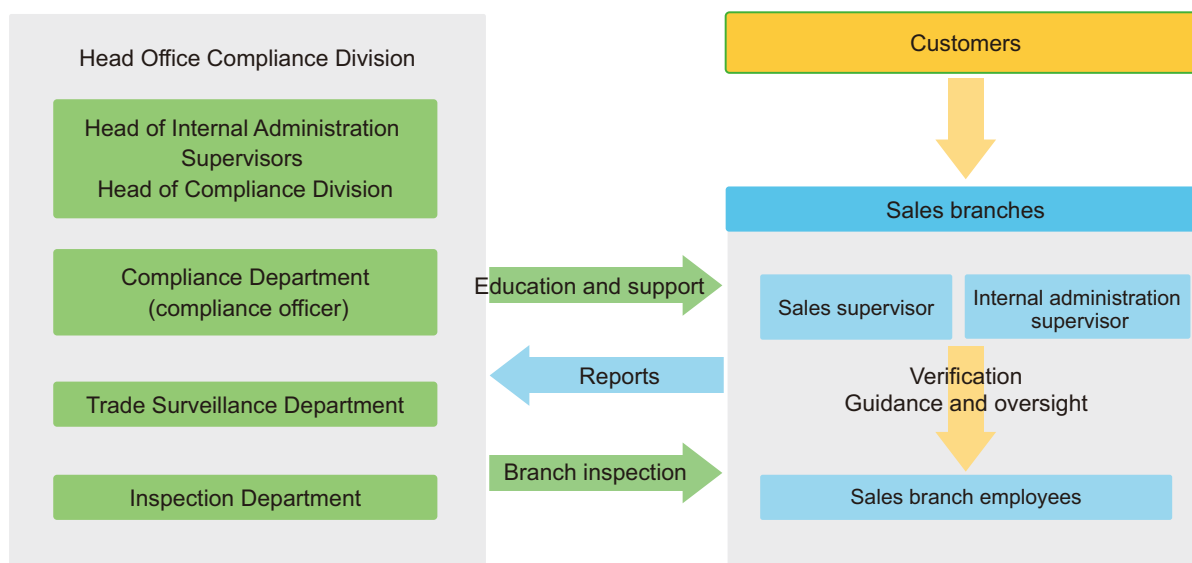 Head Office Compliance Division
Head of Internal Administration
Supervisors
Head of Compliance Division
Compliance Department
(compliance officer)
Trade Surveillance Department
Inspection Department
Education and support
Reports
Branch inspection
Customers
Sales branches
Sales supervisor
Internal administration
supervisor
Verification
Guidance and oversight
Sales branch employees